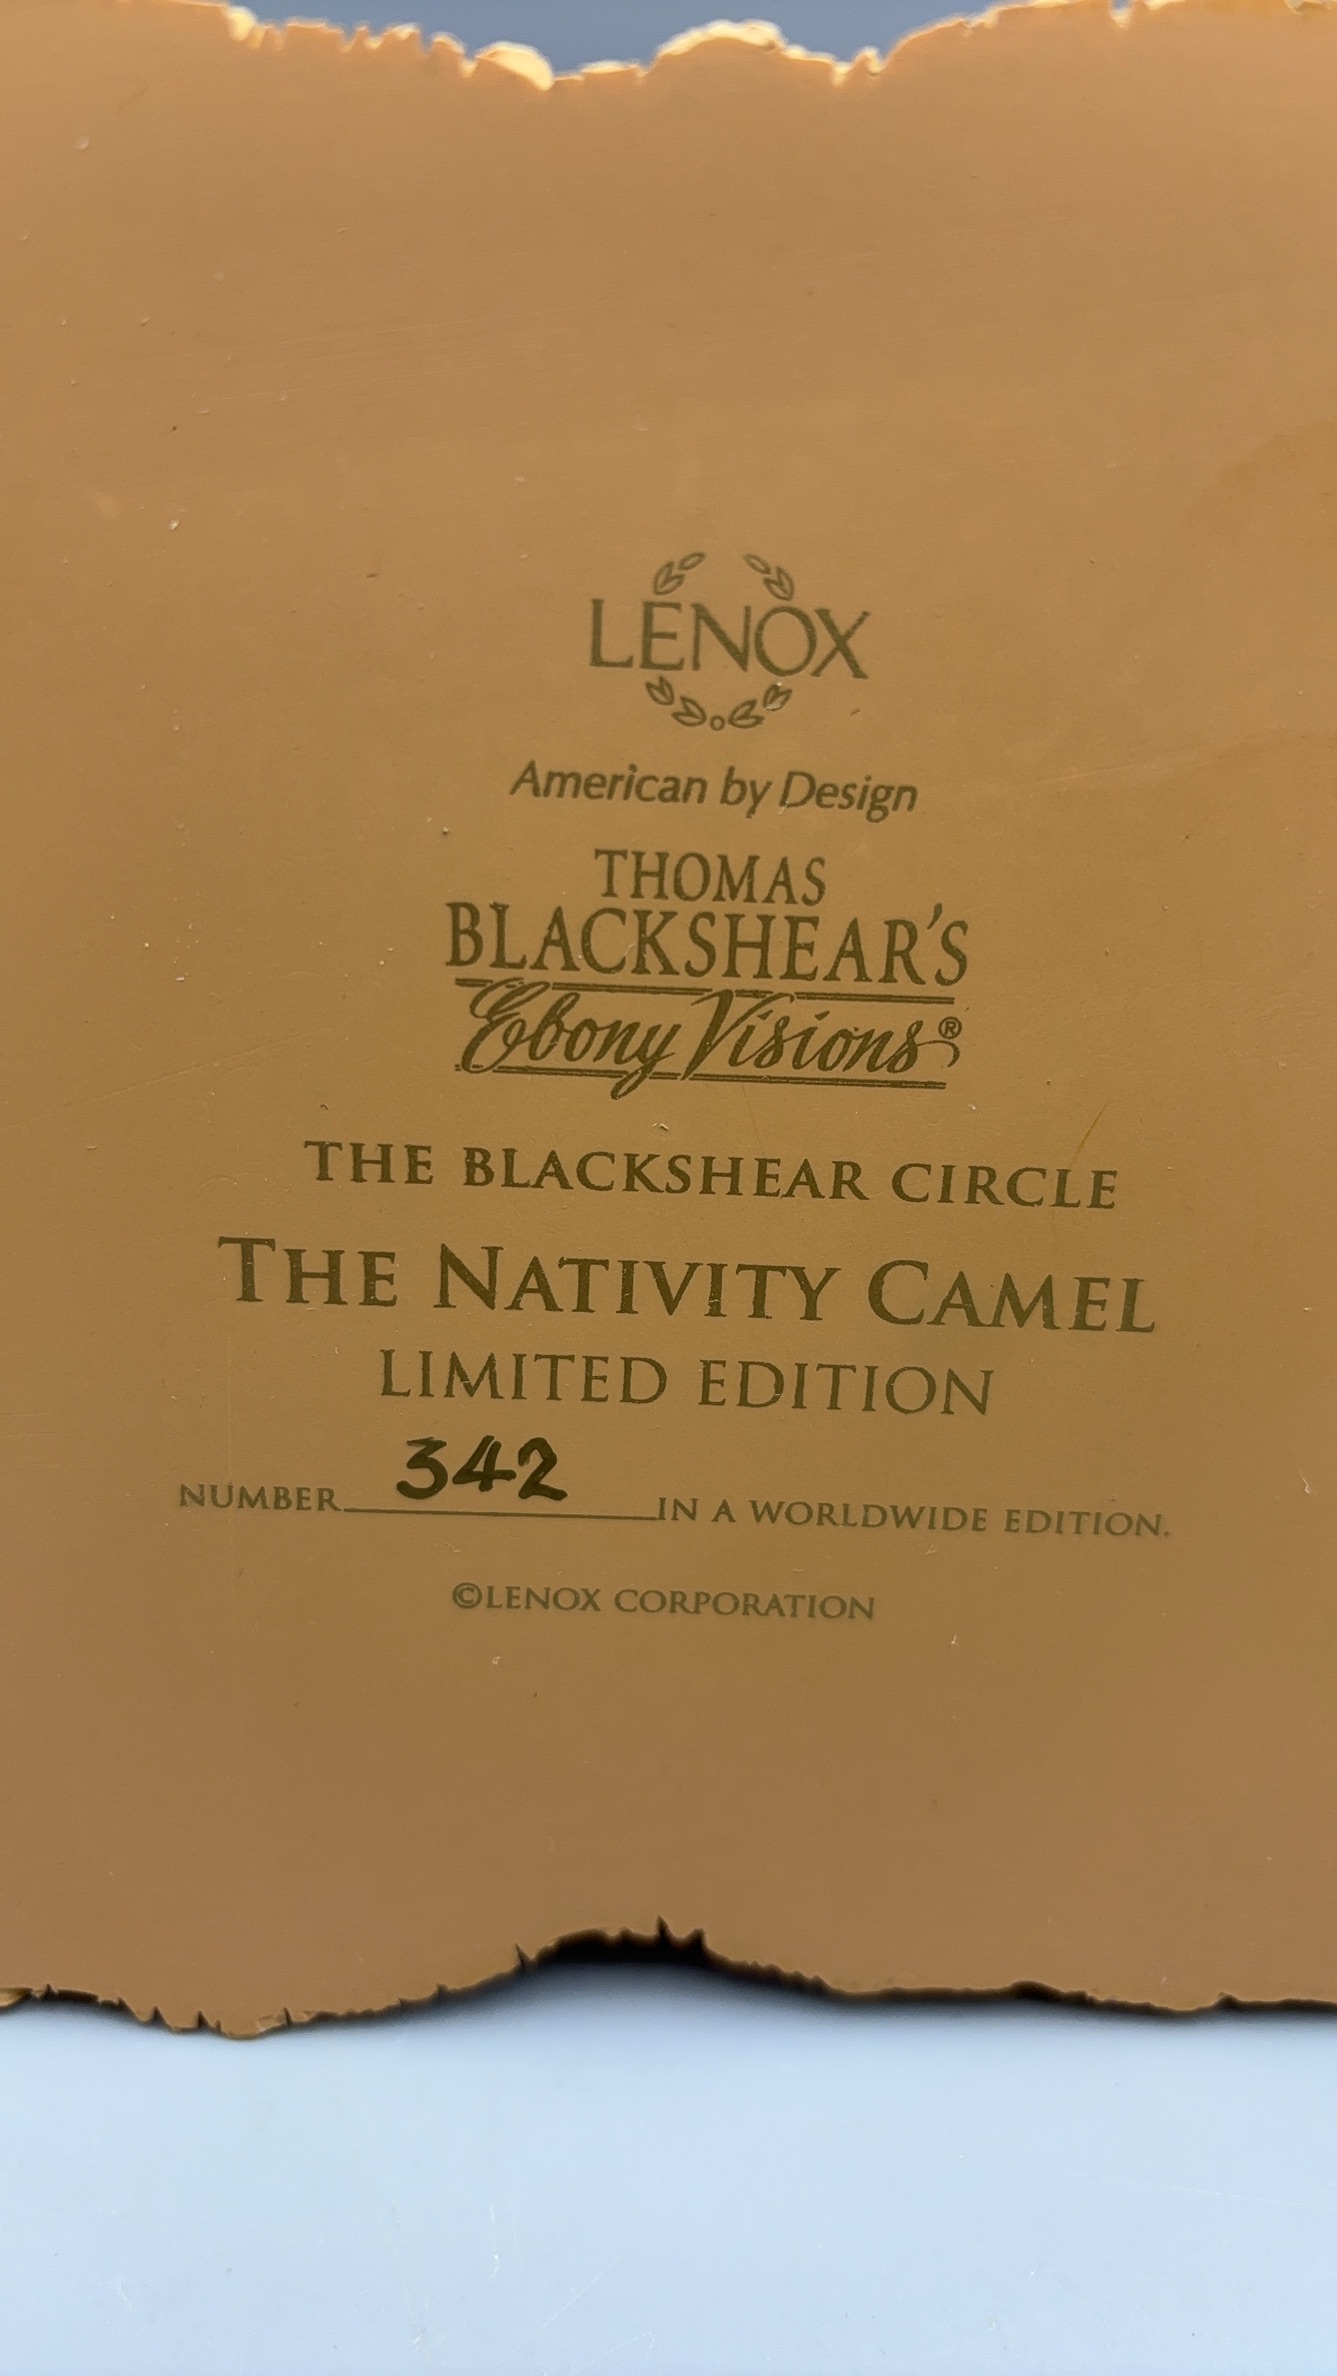 LENOX
American by Design
THOMAS
BLACKSHEAR'S
Ebony Visions®
THE BLACKSHEAR CIRCLE
THE NATIVITY CAMEL
LIMITED EDITION
NUMBER 342 IN A WORLDWIDE EDITION.
©LENOX CORPORATION